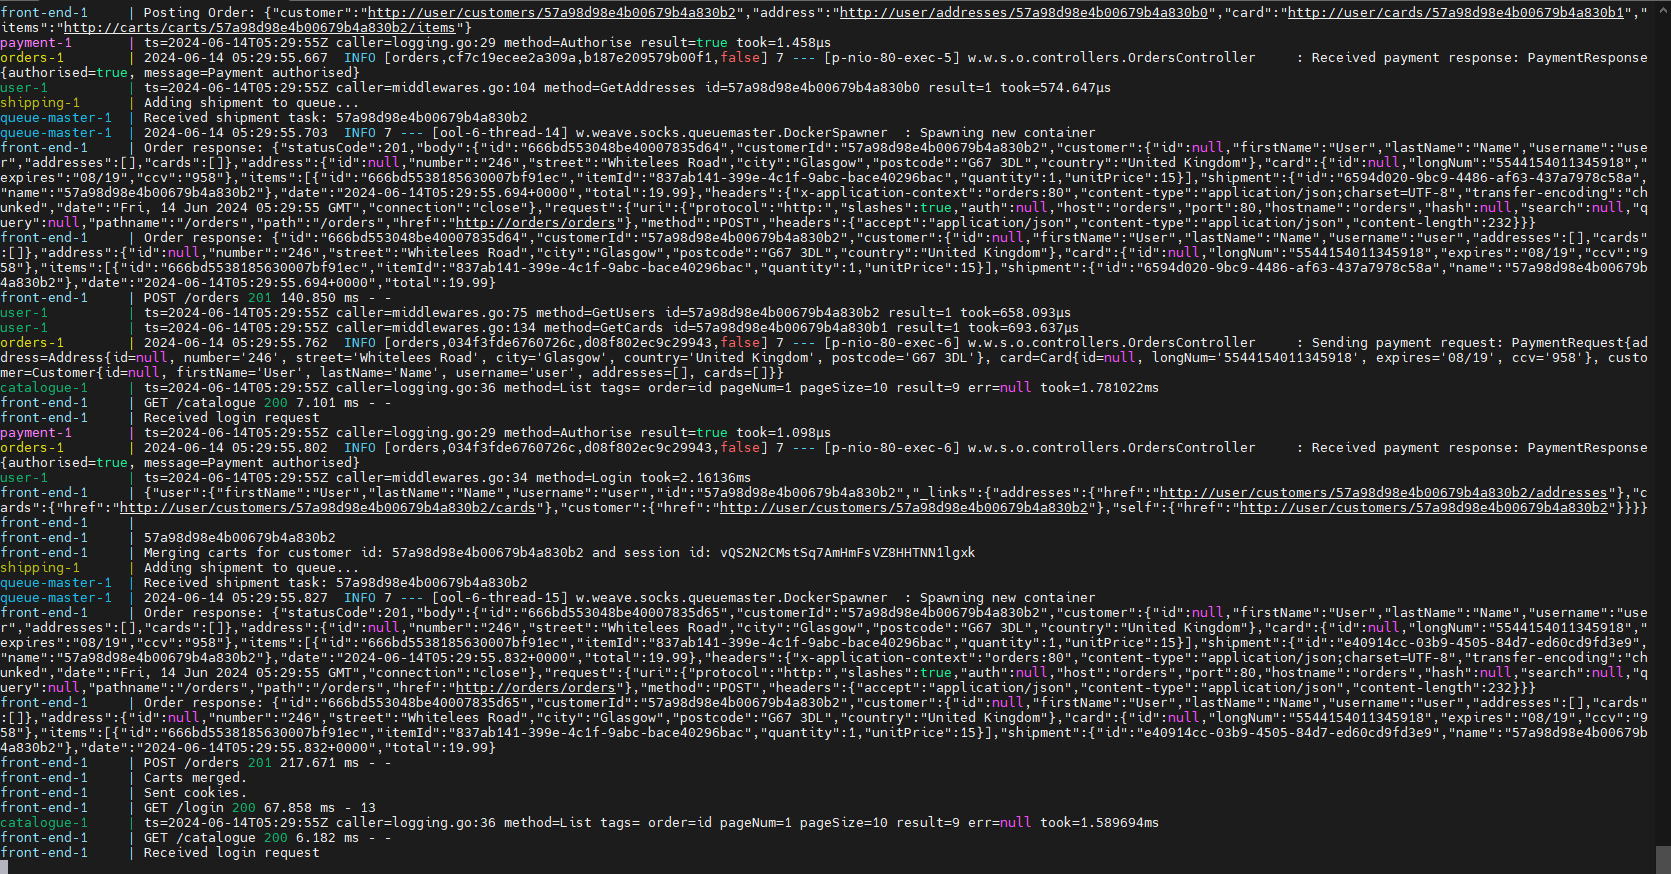 front-end-1     | Posting Order: {"customer":"http://user/customers/57a98d98e4b00679b4a830b2","address":"http://user/addresses/57a98d98e4b00679b4a830b0","card":"http://user/cards/57a98d98e4b00679b4a830b1","
items":"http://carts/carts/57a98d98e4b00679b4a830b2/items"}
payment-1       | ts=2024-06-14T05:29:55Z caller=logging.go:29 method=Authorise result=true took=1.458µs
orders-1        | 2024-06-14 05:29:55.667  INFO [orders,cf7c19ecee2a309a,b187e209579b00f1,false] 7 --- [p-nio-80-exec-5] w.w.s.o.controllers.OrdersController     : Received payment response: PaymentResponse
{authorised=true, message=Payment authorised}
user-1          | ts=2024-06-14T05:29:55Z caller=middlewares.go:104 method=GetAddresses id=57a98d98e4b00679b4a830b0 result=1 took=574.647µs
shipping-1      | Adding shipment to queue...
queue-master-1  | Received shipment task: 57a98d98e4b00679b4a830b2
queue-master-1  | 2024-06-14 05:29:55.703  INFO 7 --- [ool-6-thread-14] w.weave.socks.queuemaster.DockerSpawner  : Spawning new container
front-end-1     | Order response: {"statusCode":201,"body":{"id":"666bd553048be40007835d64","customerId":"57a98d98e4b00679b4a830b2","customer":{"id":null,"firstName":"User","lastName":"Name","username":"use
r","addresses":[],"cards":[]},"address":{"id":null,"number":"246","street":"Whitelees Road","city":"Glasgow","postcode":"G67 3DL","country":"United Kingdom"},"card":{"id":null,"longNum":"5544154011345918","
expires":"08/19","ccv":"958"},"items":[{"id":"666bd5538185630007bf91ec","itemId":"837ab141-399e-4c1f-9abc-bace40296bac","quantity":1,"unitPrice":15}],"shipment":{"id":"6594d020-9bc9-4486-af63-437a7978c58a",
"name":"57a98d98e4b00679b4a830b2"},"date":"2024-06-14T05:29:55.694+0000","total":19.99},"headers":{"x-application-context":"orders:80","content-type":"application/json;charset=UTF-8","transfer-encoding":"ch
unked","date":"Fri, 14 Jun 2024 05:29:55 GMT","connection":"close"},"request":{"uri":{"protocol":"http:","slashes":true,"auth":null,"host":"orders","port":80,"hostname":"orders","hash":null,"search":null,"q
uery":null,"pathname":"/orders","path":"/orders","href":"http://orders/orders"},"method":"POST","headers":{"accept":"application/json","content-type":"application/json","content-length":232}}}
front-end-1     | Order response: {"id":"666bd553048be40007835d64","customerId":"57a98d98e4b00679b4a830b2","customer":{"id":null,"firstName":"User","lastName":"Name","username":"user","addresses":[],"cards"
:[]},"address":{"id":null,"number":"246","street":"Whitelees Road","city":"Glasgow","postcode":"G67 3DL","country":"United Kingdom"},"card":{"id":null,"longNum":"5544154011345918","expires":"08/19","ccv":"9
58"},"items":[{"id":"666bd5538185630007bf91ec","itemId":"837ab141-399e-4c1f-9abc-bace40296bac","quantity":1,"unitPrice":15}],"shipment":{"id":"6594d020-9bc9-4486-af63-437a7978c58a","name":"57a98d98e4b00679b
4a830b2"},"date":"2024-06-14T05:29:55.694+0000","total":19.99}
front-end-1     | POST /orders 201 140.850 ms - -
user-1          | ts=2024-06-14T05:29:55Z caller=middlewares.go:75 method=GetUsers id=57a98d98e4b00679b4a830b2 result=1 took=658.093µs
user-1          | ts=2024-06-14T05:29:55Z caller=middlewares.go:134 method=GetCards id=57a98d98e4b00679b4a830b1 result=1 took=693.637µs
orders-1        | 2024-06-14 05:29:55.762  INFO [orders,034f3fde6760726c,d08f802ec9c29943,false] 7 --- [p-nio-80-exec-6] w.w.s.o.controllers.OrdersController     : Sending payment request: PaymentRequest{ad
dress=Address{id=null, number='246', street='Whitelees Road', city='Glasgow', country='United Kingdom', postcode='G67 3DL'}, card=Card{id=null, longNum='5544154011345918', expires='08/19', ccv='958'}, custo
mer=Customer{id=null, firstName='User', lastName='Name', username='user', addresses=[], cards=[]}}
catalogue-1     | ts=2024-06-14T05:29:55Z caller=logging.go:36 method=List tags= order=id pageNum=1 pageSize=10 result=9 err=null took=1.781022ms
front-end-1     | GET /catalogue 200 7.101 ms - -
front-end-1     | Received login request
payment-1       | ts=2024-06-14T05:29:55Z caller=logging.go:29 method=Authorise result=true took=1.098µs
orders-1        | 2024-06-14 05:29:55.802  INFO [orders,034f3fde6760726c,d08f802ec9c29943,false] 7 --- [p-nio-80-exec-6] w.w.s.o.controllers.OrdersController     : Received payment response: PaymentResponse
{authorised=true, message=Payment authorised}
user-1          | ts=2024-06-14T05:29:55Z caller=middlewares.go:34 method=Login took=2.16136ms
front-end-1     | {"user":{"firstName":"User","lastName":"Name","username":"user","id":"57a98d98e4b00679b4a830b2","_links":{"addresses":{"href":"http://user/customers/57a98d98e4b00679b4a830b2/addresses"},"c
ards":{"href":"http://user/customers/57a98d98e4b00679b4a830b2/cards"},"customer":{"href":"http://user/customers/57a98d98e4b00679b4a830b2"},"self":{"href":"http://user/customers/57a98d98e4b00679b4a830b2"}}}}
front-end-1     |
front-end-1     | 57a98d98e4b00679b4a830b2
front-end-1     | Merging carts for customer id: 57a98d98e4b00679b4a830b2 and session id: vQS2N2CMstSq7AmHmFsVZ8HHTNN1lgxk
shipping-1      | Adding shipment to queue...
queue-master-1  | Received shipment task: 57a98d98e4b00679b4a830b2
queue-master-1  | 2024-06-14 05:29:55.827  INFO 7 --- [ool-6-thread-15] w.weave.socks.queuemaster.DockerSpawner  : Spawning new container
front-end-1     | Order response: {"statusCode":201,"body":{"id":"666bd553048be40007835d65","customerId":"57a98d98e4b00679b4a830b2","customer":{"id":null,"firstName":"User","lastName":"Name","username":"use
r","addresses":[],"cards":[]},"address":{"id":null,"number":"246","street":"Whitelees Road","city":"Glasgow","postcode":"G67 3DL","country":"United Kingdom"},"card":{"id":null,"longNum":"5544154011345918","
expires":"08/19","ccv":"958"},"items":[{"id":"666bd5538185630007bf91ec","itemId":"837ab141-399e-4c1f-9abc-bace40296bac","quantity":1,"unitPrice":15}],"shipment":{"id":"e40914cc-03b9-4505-84d7-ed60cd9fd3e9",
"name":"57a98d98e4b00679b4a830b2"},"date":"2024-06-14T05:29:55.832+0000","total":19.99},"headers":{"x-application-context":"orders:80","content-type":"application/json;charset=UTF-8","transfer-encoding":"ch
unked","date":"Fri, 14 Jun 2024 05:29:55 GMT","connection":"close"},"request":{"uri":{"protocol":"http:","slashes":true,"auth":null,"host":"orders","port":80,"hostname":"orders","hash":null,"search":null,"q
uery":null,"pathname":"/orders","path":"/orders","href":"http://orders/orders"},"method":"POST","headers":{"accept":"application/json","content-type":"application/json","content-length":232}}}
front-end-1     | Order response: {"id":"666bd553048be40007835d65","customerId":"57a98d98e4b00679b4a830b2","customer":{"id":null,"firstName":"User","lastName":"Name","username":"user","addresses":[],"cards"
:[]},"address":{"id":null,"number":"246","street":"Whitelees Road","city":"Glasgow","postcode":"G67 3DL","country":"United Kingdom"},"card":{"id":null,"longNum":"5544154011345918","expires":"08/19","ccv":"9
58"},"items":[{"id":"666bd5538185630007bf91ec","itemId":"837ab141-399e-4c1f-9abc-bace40296bac","quantity":1,"unitPrice":15}],"shipment":{"id":"e40914cc-03b9-4505-84d7-ed60cd9fd3e9","name":"57a98d98e4b00679b
4a830b2"},"date":"2024-06-14T05:29:55.832+0000","total":19.99}
front-end-1     | POST /orders 201 217.671 ms - -
front-end-1     | Carts merged.
front-end-1     | Sent cookies.
front-end-1     | GET /login 200 67.858 ms - 13
catalogue-1     | ts=2024-06-14T05:29:55Z caller=logging.go:36 method=List tags= order=id pageNum=1 pageSize=10 result=9 err=null took=1.589694ms
front-end-1     | GET /catalogue 200 6.182 ms - -
front-end-1     | Received login request